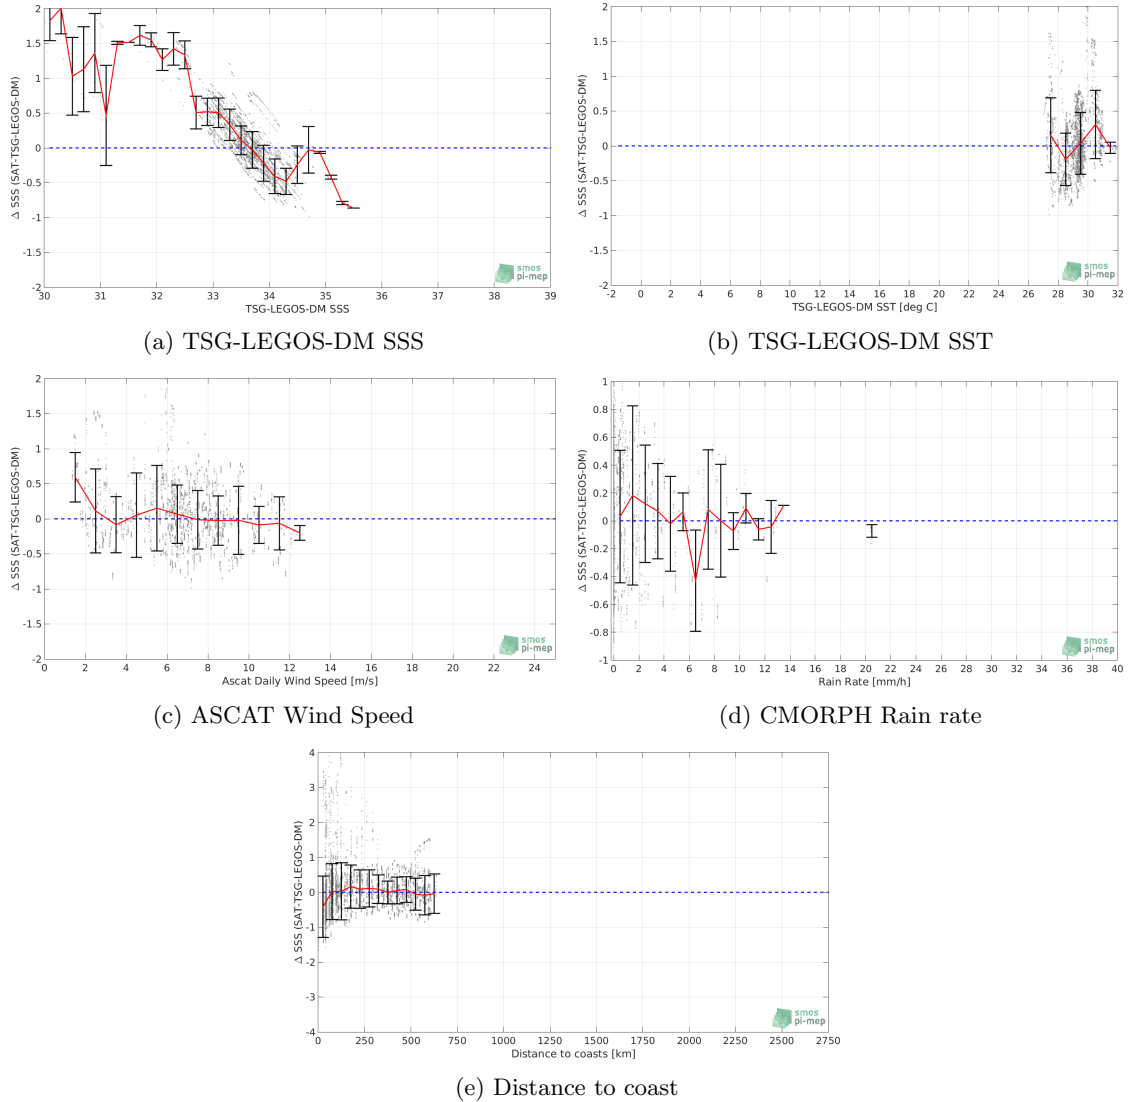 2
1.5
1
0.5
0
-0.5
-1
-1.5
-2
Δ SSS (SAT-TSG-LEGOS-DM)
30 31 32 33 34 35 36 37 38 39
TSG-LEGOS-DM SSS
smos
pi-mep
(a) TSG-LEGOS-DM SSS
2
1.5
1
0.5
0
-0.5
-1
-1.5
-2
Δ SSS (SAT-TSG-LEGOS-DM)
-2 0 2 4 6 8 10 12 14 16 18 20 22 24 26 28 30 32
TSG-LEGOS-DM SST [deg C]
smos
pi-mep
(b) TSG-LEGOS-DM SST
2
1.5
1
0.5
0
-0.5
-1
-1.5
-2
Δ SSS (SAT-TSG-LEGOS-DM)
0 2 4 6 8 10 12 14 16 18 20 22 24
Ascat Daily Wind Speed [m/s]
smos
pi-mep
(c) ASCAT Wind Speed
1
0.8
0.6
0.4
0.2
0
-0.2
-0.4
-0.6
-0.8
-1
Δ SSS (SAT-TSG-LEGOS-DM)
0 2 4 6 8 10 12 14 16 18 20 22 24 26 28 30 32 34 36 38 40
Rain Rate [mm/h]
smos
pi-mep
(d) CMORPH Rain rate
4
3
2
1
0
-1
-2
-3
-4
Δ SSS (SAT-TSG-LEGOS-DM)
0 250 500 750 1000 1250 1500 1750 2000 2250 2500 2750
Distance to coasts [km]
smos
pi-mep
(e) Distance to coast